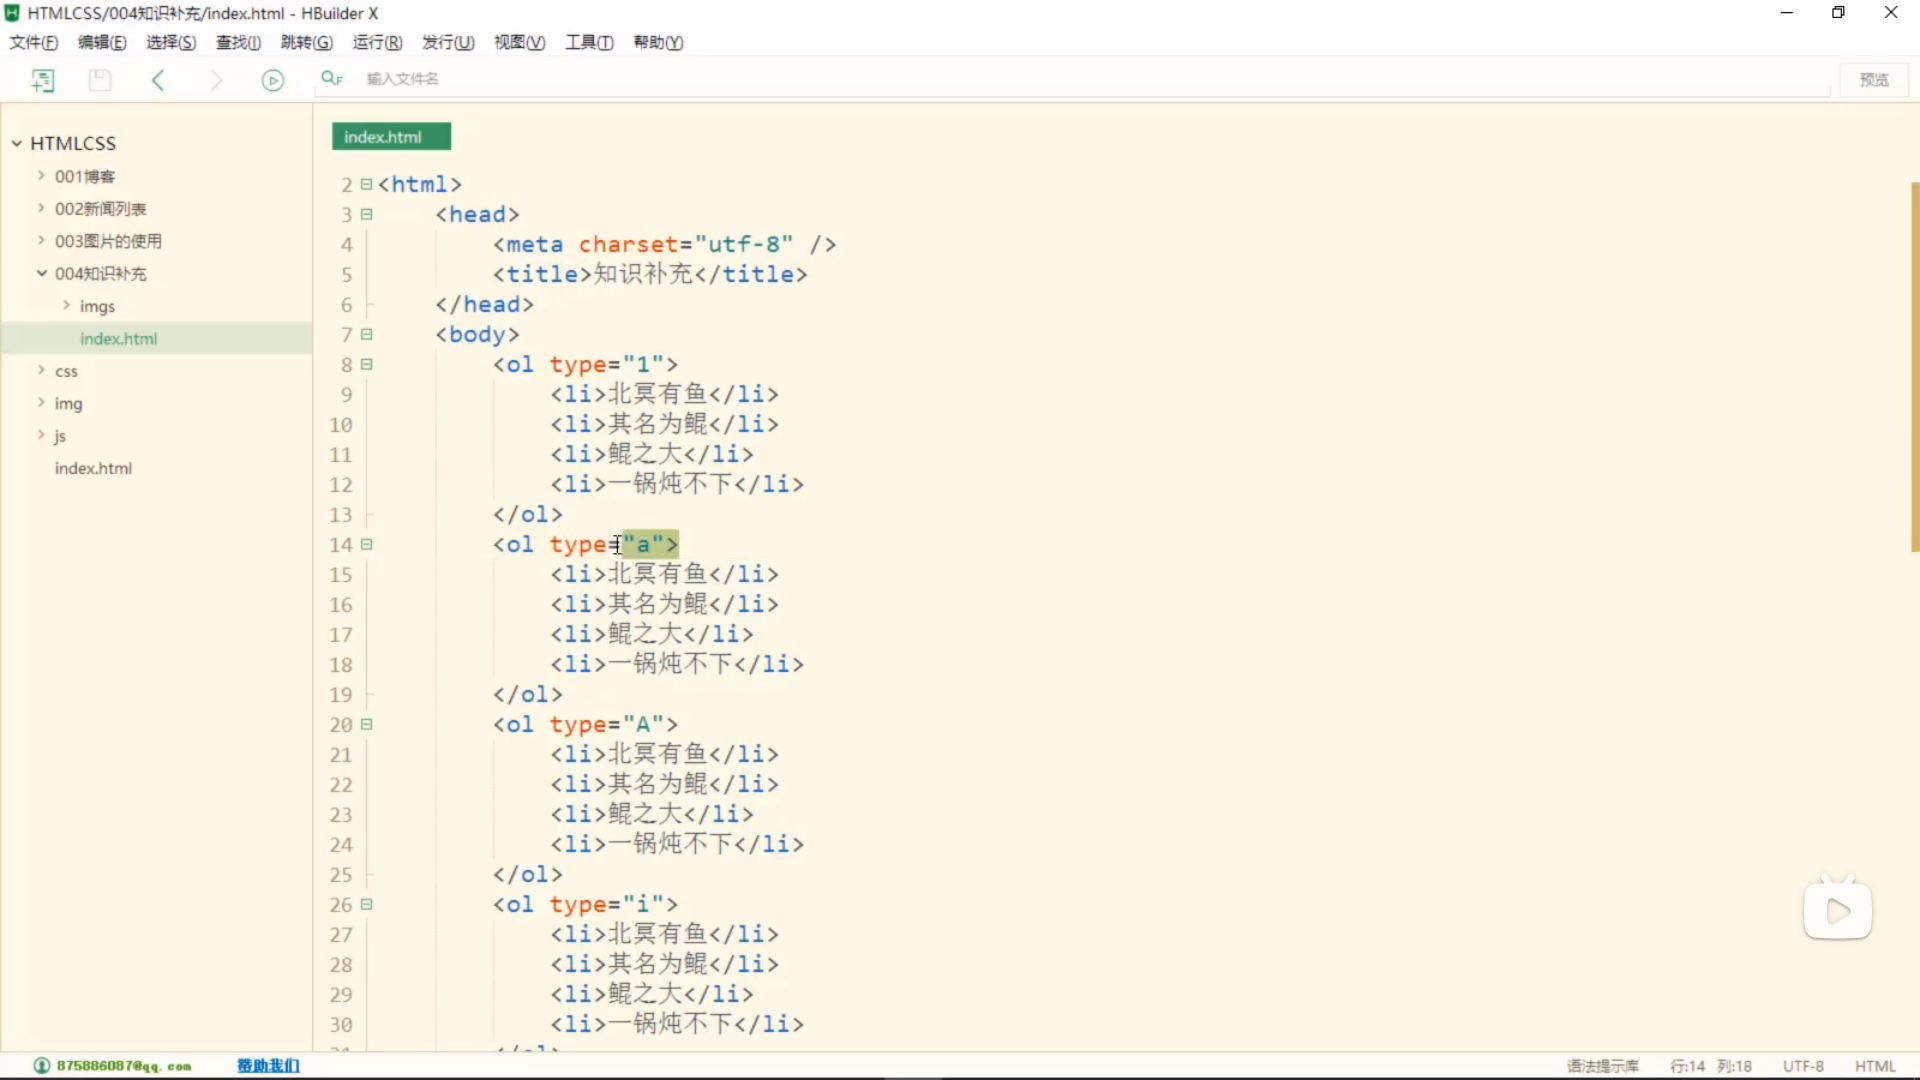 HTMLCSS/004知识补充/index.html - HBuilder X
文件(F) 编辑(E) 选择(S) 查找(I) 跳转(G) 运行(R) 发行(U) 视图(V) 工具(T) 帮助(Y)
输入文件名
预览
HTMLCSS
001博客
002新闻列表
003图片的使用
004知识补充
imgs
index.html
css
img
js
index.html
index.html
2 <html>
3 <head>
4 <meta charset="utf-8" />
5 <title>知识补充</title>
6 </head>
7 <body>
8 <ol type="1">
9 <li>北冥有鱼</li>
10 <li>其名为鲲</li>
11 <li>鲲之大</li>
12 <li>一锅炖不下</li>
13 </ol>
14 <ol type="a">
15 <li>北冥有鱼</li>
16 <li>其名为鲲</li>
17 <li>鲲之大</li>
18 <li>一锅炖不下</li>
19 </ol>
20 <ol type="A">
21 <li>北冥有鱼</li>
22 <li>其名为鲲</li>
23 <li>鲲之大</li>
24 <li>一锅炖不下</li>
25 </ol>
26 <ol type="i">
27 <li>北冥有鱼</li>
28 <li>其名为鲲</li>
29 <li>鲲之大</li>
30 <li>一锅炖不下</li>
875886087@qq.com 赞助我们 语法提示库 行:14 列:18 UTF-8 HTML